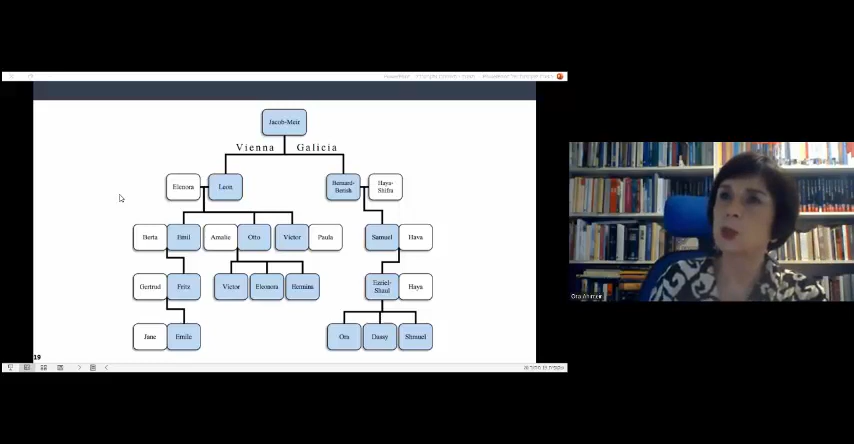 Jacob-Meir
Vienna Galicia
Eleonora Leon
Bernard-
Berish
Haya-
Shifra
Berta Emil Amalie Otto Victor Paula Samuel Hava
Gertrud Fritz Victor Eleonora Hermina
Shaul
Haya
Jane Emile Ora Dassy Shmuel
19